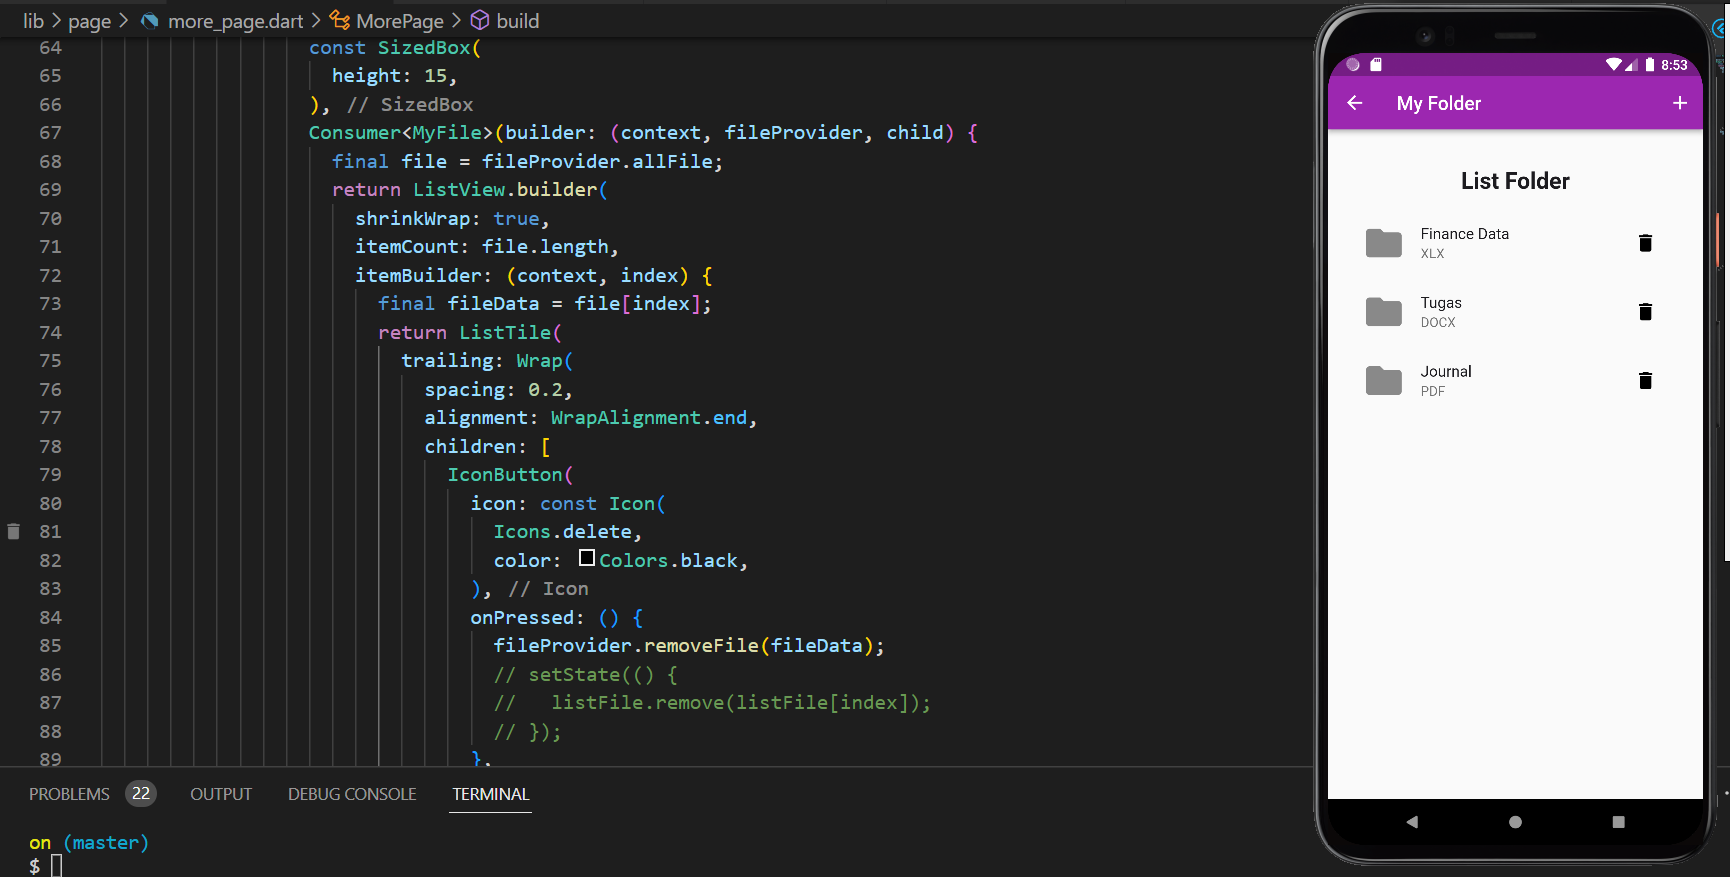 lib > page > more_page.dart > MorePage > build
64 const SizedBox(
65 height: 15,
66 ), // SizedBox
67 Consumer<MyFile>(builder: (context, fileProvider, child) {
68 final file = fileProvider.allFile;
69 return ListView.builder(
70 shrinkWrap: true,
71 itemCount: file.length,
72 itemBuilder: (context, index) {
73 final fileData = file[index];
74 return ListTile(
75 trailing: Wrap(
76 spacing: 0.2,
77 alignment: WrapAlignment.end,
78 children: [
79 IconButton(
80 icon: const Icon(
81 Icons.delete,
82 color: Colors.black,
83 ), // Icon
84 onPressed: () {
85 fileProvider.removeFile(fileData);
86 // setState(() {
87 //   listFile.remove(listFile[index]);
88 // });
89 },
PROBLEMS 22 OUTPUT DEBUG CONSOLE TERMINAL
on (master)
$
8:53
My Folder +
List Folder
Finance Data
XLX
Tugas
DOCX
Journal
PDF